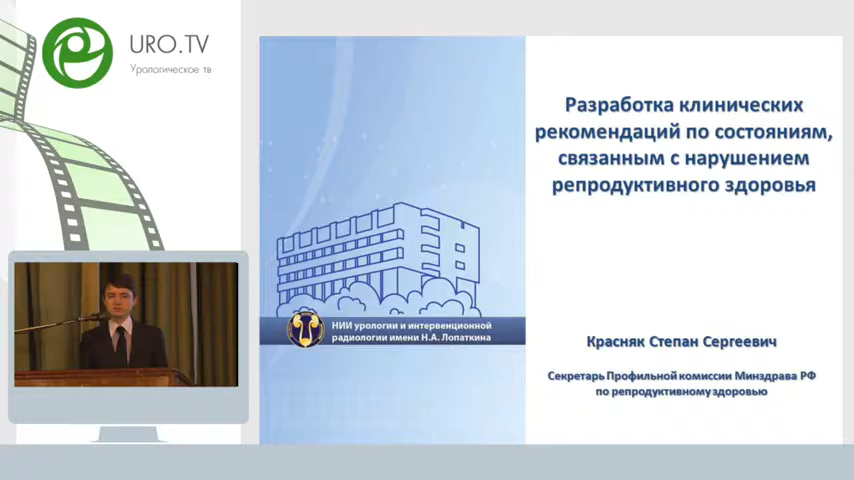 URO.TV
Урологическое тв
Разработка клинических
рекомендаций по состояниям,
связанным с нарушением
репродуктивного здоровья
НИИ урологии и интервенционной
радиологии имени Н.А. Лопаткина
Красняк Степан Сергеевич
Секретарь Профильной комиссии Минздрава РФ
по репродуктивному здоровью